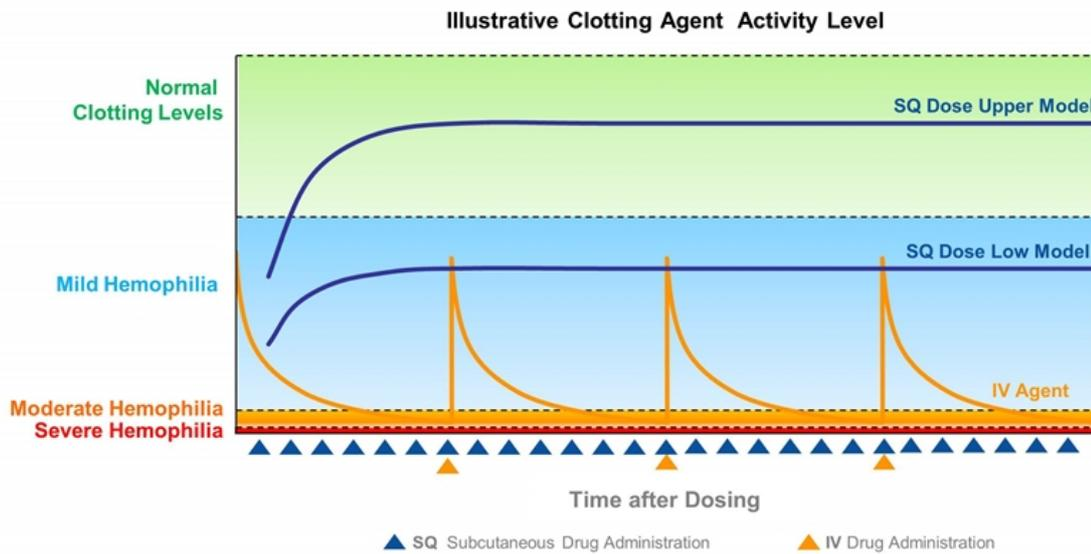 Illustrative Clotting Agent Activity Level
Normal
Clotting Levels
SQ Dose Upper Model
SQ Dose Low Model
Mild Hemophilia
IV Agent
Moderate Hemophilia
Severe Hemophilia
Time after Dosing
SQ Subcutaneous Drug Administration
IV Drug Administration